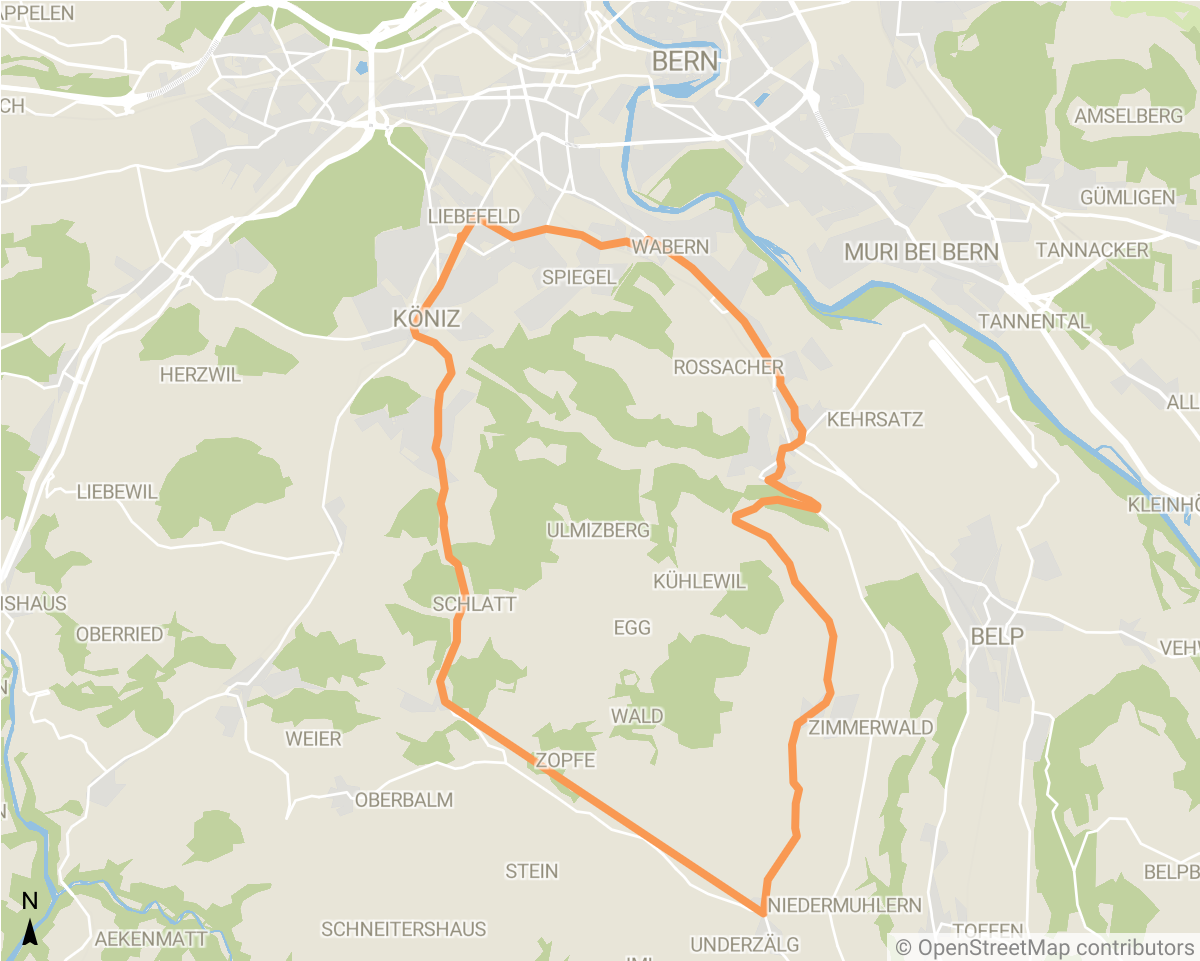 APPELEN
BERN
CH
AMSELBERG
GÜMLIGEN
LIEBEFELD
WABERN
MURI BEI BERN
TANNACKER
SPIEGEL
KÖNIZ
TANNENTAL
HERZWIL
ROSSACHER
ALL
KEHRSATZ
LIEBEWIL
KLEINHÖ
ULMIZBERG
KÜHLEWIL
ISHAUS
SCHLATT
OBERRIED
EGG
BELP
VEHW
N
WALD
WEIER
ZIMMERWALD
ZOPFE
OBERBALM
N
STEIN
BELPB
N
NIEDERMUHLERN
SCHNEITERSHAUS
TOFFEN
AEKENMATT
UNDERZÄLG
© OpenStreetMap contributors